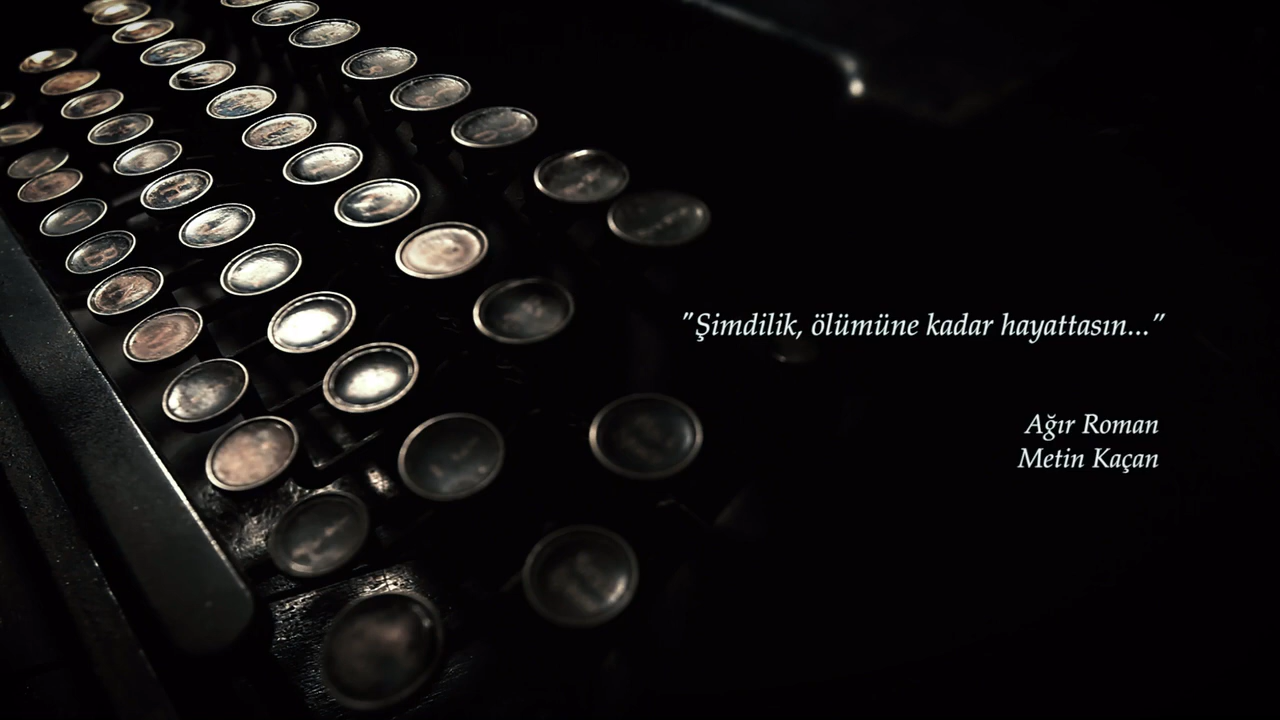 "Şimdilik, ölümüne kadar hayattasın..."
Ağır Roman
Metin Kaçan